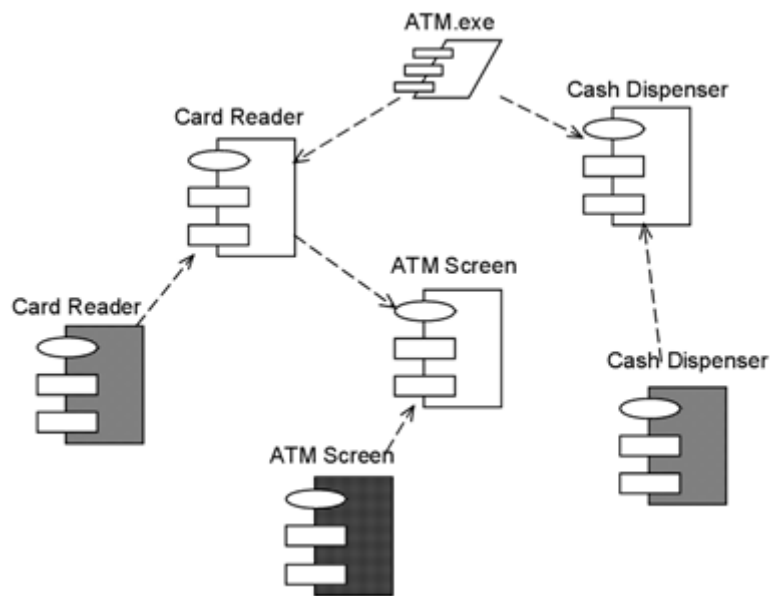 ATM.exe
Cash Dispenser
Card Reader
ATM Screen
Card Reader
Cash Dispenser
ATM Screen